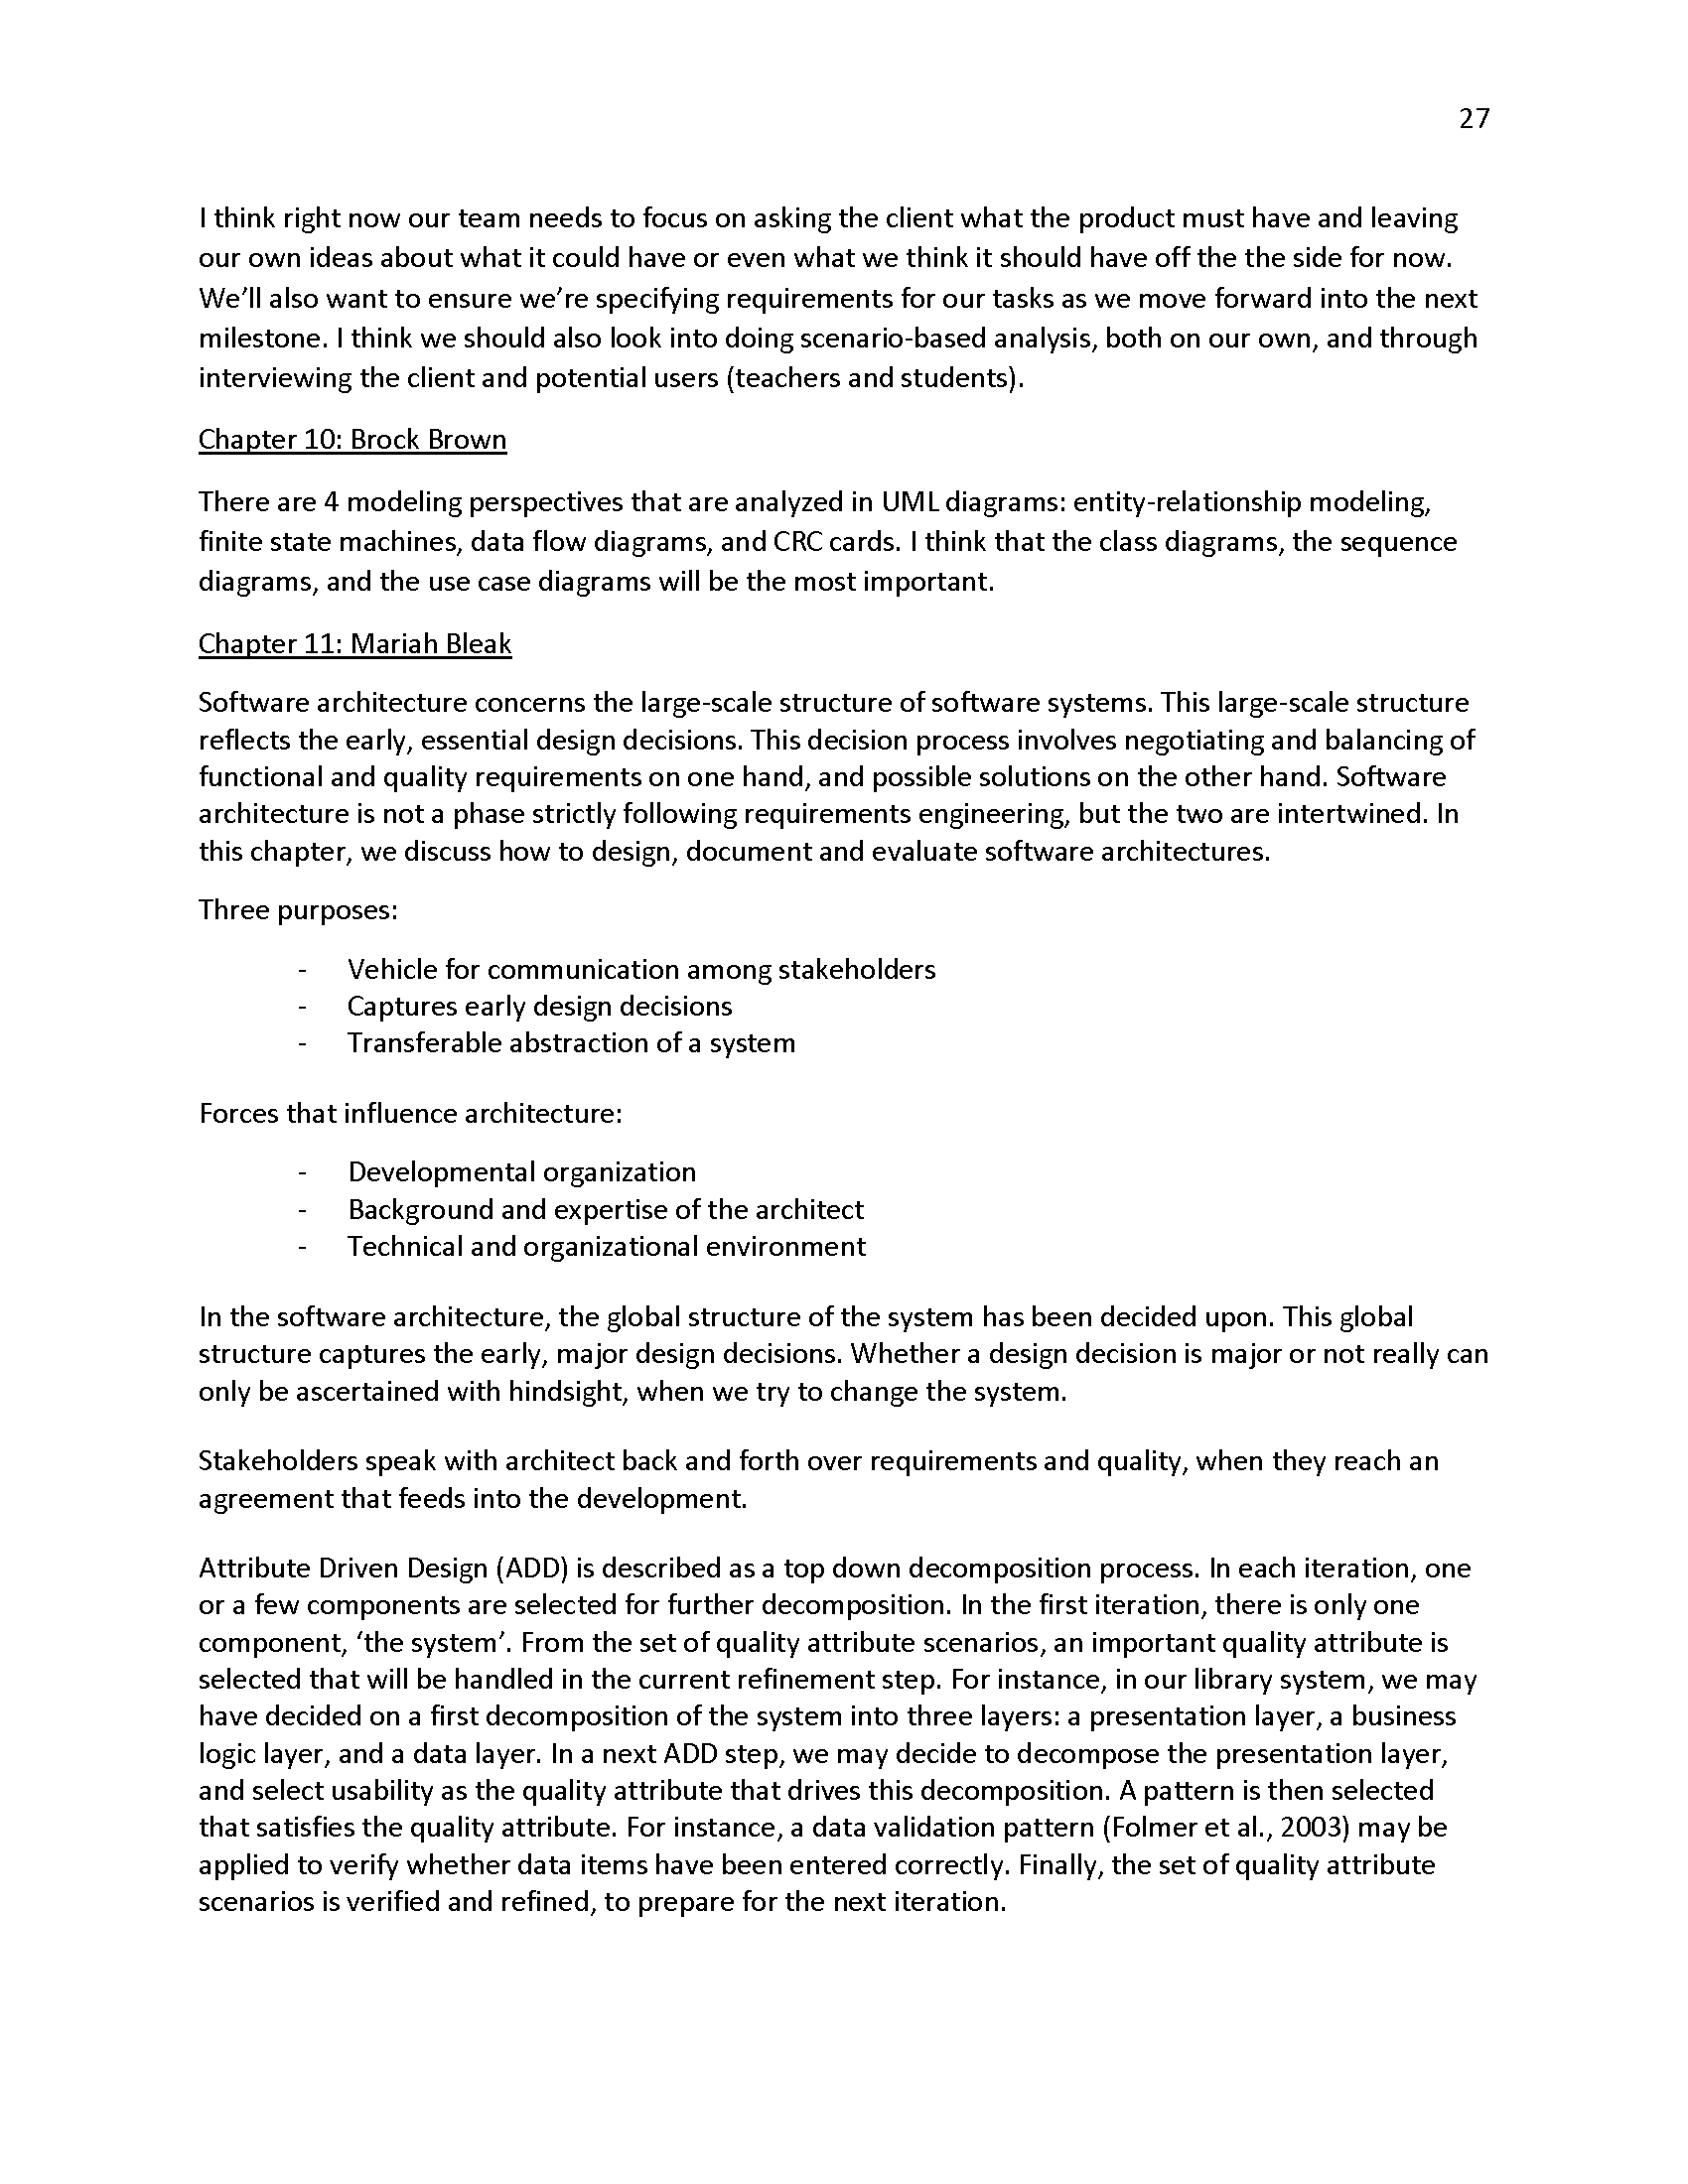 27
I think right now our team needs to focus on asking the client what the product must have and leaving
our own ideas about what it could have or even what we think it should have off the the side for now.
We’ll also want to ensure we’re specifying requirements for our tasks as we move forward into the next
milestone. I think we should also look into doing scenario-based analysis, both on our own, and through
interviewing the client and potential users (teachers and students).
Chapter 10: Brock Brown
There are 4 modeling perspectives that are analyzed in UML diagrams: entity-relationship modeling,
finite state machines, data flow diagrams, and CRC cards. I think that the class diagrams, the sequence
diagrams, and the use case diagrams will be the most important.
Chapter 11: Mariah Bleak
Software architecture concerns the large-scale structure of software systems. This large-scale structure
reflects the early, essential design decisions. This decision process involves negotiating and balancing of
functional and quality requirements on one hand, and possible solutions on the other hand. Software
architecture is not a phase strictly following requirements engineering, but the two are intertwined. In
this chapter, we discuss how to design, document and evaluate software architectures.
Three purposes:
- Vehicle for communication among stakeholders
- Captures early design decisions
- Transferable abstraction of a system
Forces that influence architecture:
- Developmental organization
- Background and expertise of the architect
- Technical and organizational environment
In the software architecture, the global structure of the system has been decided upon. This global
structure captures the early, major design decisions. Whether a design decision is major or not really can
only be ascertained with hindsight, when we try to change the system.
Stakeholders speak with architect back and forth over requirements and quality, when they reach an
agreement that feeds into the development.
Attribute Driven Design (ADD) is described as a top down decomposition process. In each iteration, one
or a few components are selected for further decomposition. In the first iteration, there is only one
component, ‘the system’. From the set of quality attribute scenarios, an important quality attribute is
selected that will be handled in the current refinement step. For instance, in our library system, we may
have decided on a first decomposition of the system into three layers: a presentation layer, a business
logic layer, and a data layer. In a next ADD step, we may decide to decompose the presentation layer,
and select usability as the quality attribute that drives this decomposition. A pattern is then selected
that satisfies the quality attribute. For instance, a data validation pattern (Folmer et al., 2003) may be
applied to verify whether data items have been entered correctly. Finally, the set of quality attribute
scenarios is verified and refined, to prepare for the next iteration.